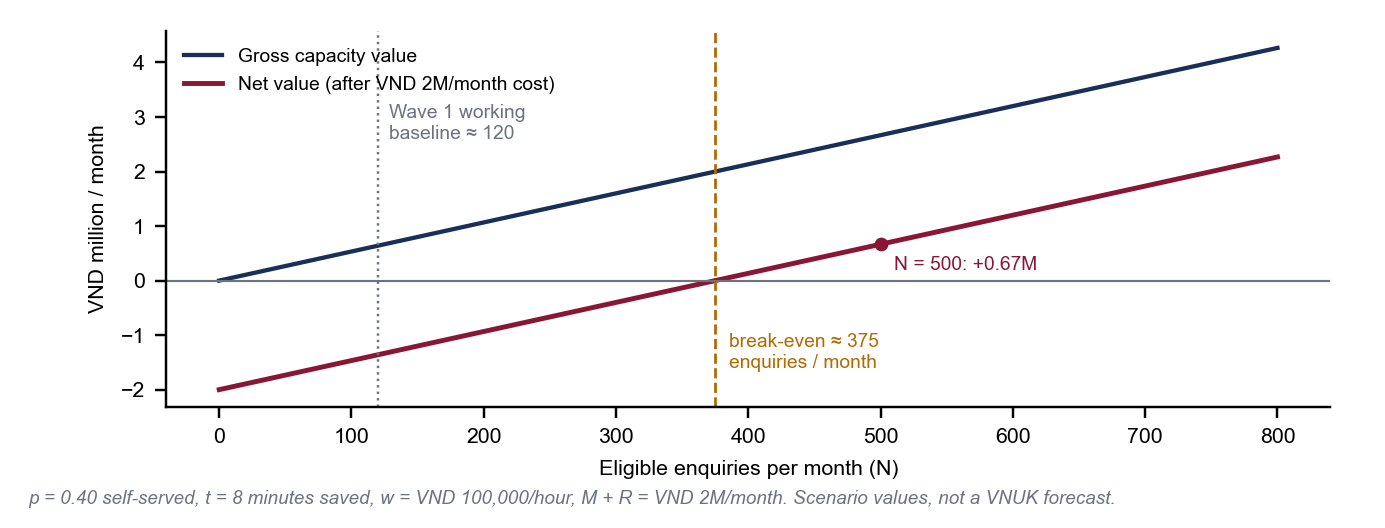 Gross capacity value
Net value (after VND 2M/month cost)
Wave 1 working
baseline ≈ 120
N = 500: +0.67M
break-even ≈ 375
enquiries / month
VND million / month
4
3
2
1
0
−1
−2
0 100 200 300 400 500 600 700 800
Eligible enquiries per month (N)
p = 0.40 self-served, t = 8 minutes saved, w = VND 100,000/hour, M + R = VND 2M/month. Scenario values, not a VNUK forecast.